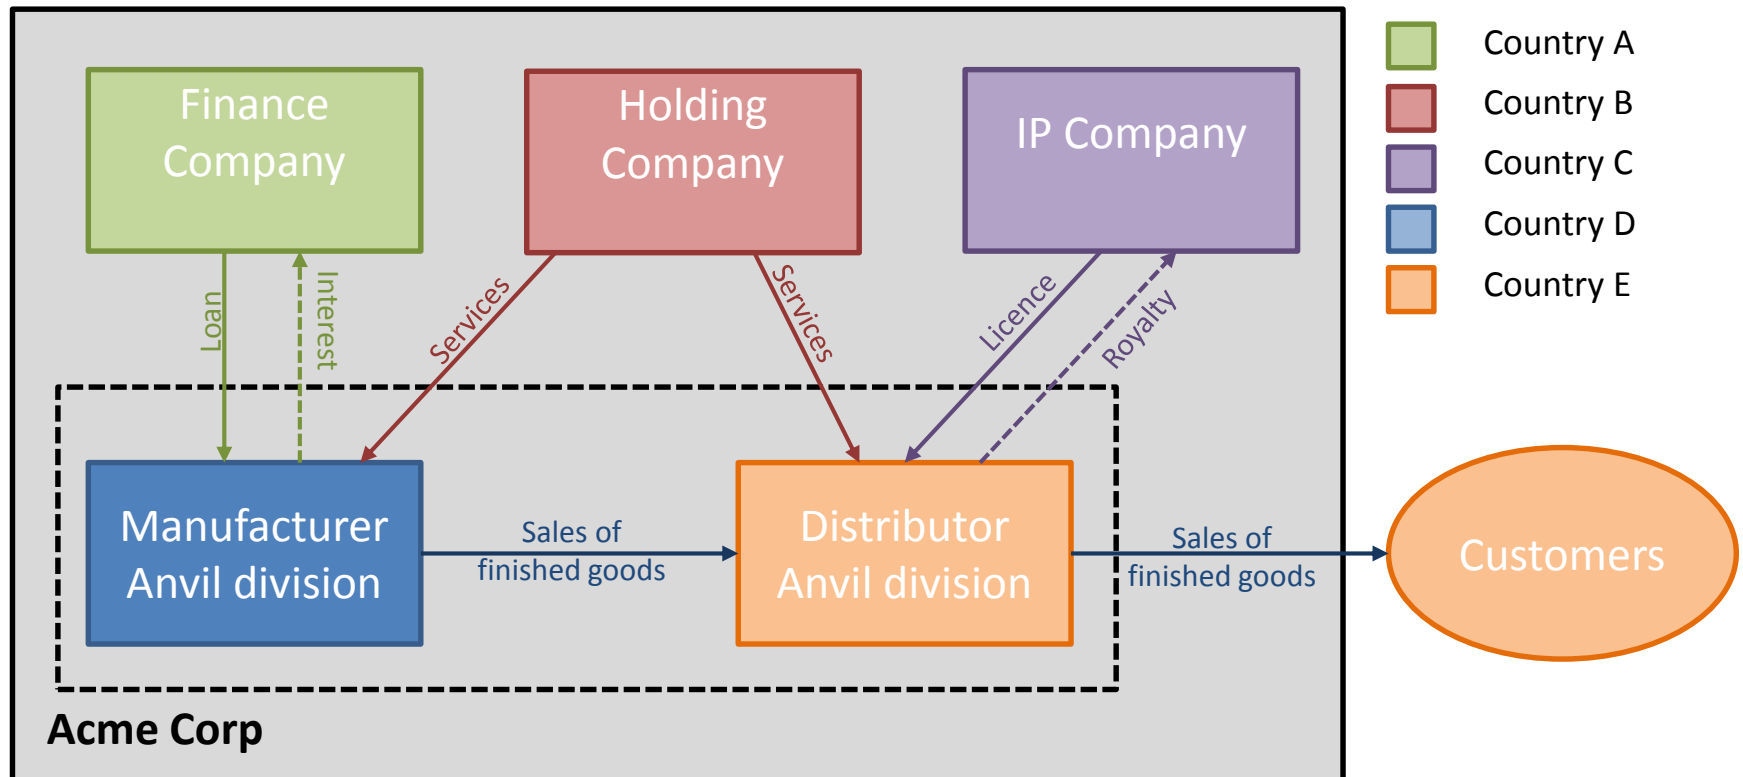 Finance
Company
Holding
Company
IP Company
Country A
Country B
Country C
Country D
Country E
Loan
Interest
Services
Services
Licence
Royalty
Manufacturer
Anvil division
Sales of
finished goods
Distributor
Anvil division
Sales of
finished goods
Customers
Acme Corp